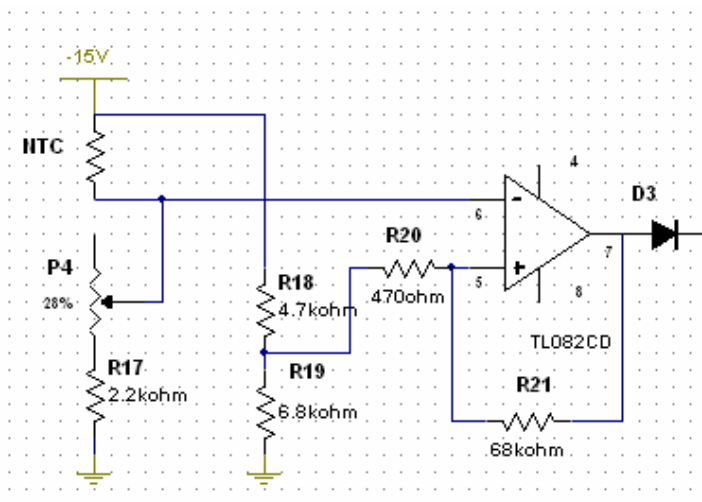 -15V
NTC
4
D3
6
R20
P4
5
7
R18
28%
470ohm
4.7kohm
8
TL082CD
R17
R19
R21
2.2kohm
6.8kohm
68kohm